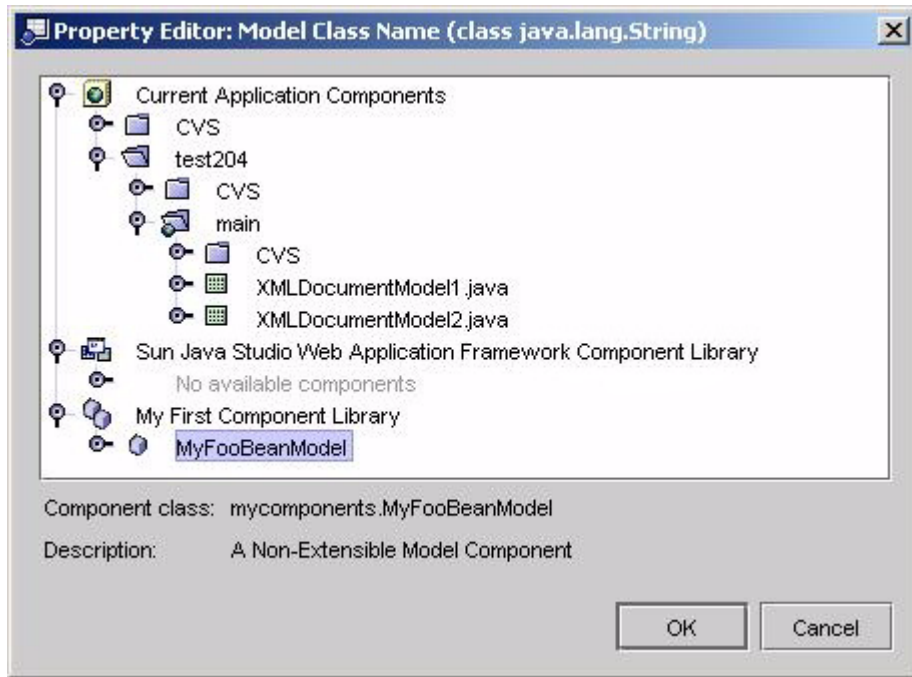 Property Editor: Model Class Name (class java.lang.String)
Current Application Components
CVS
test204
CVS
main
CVS
XMLDocumentModel1.java
XMLDocumentModel2.java
Sun Java Studio Web Application Framework Component Library
No available components
My First Component Library
MyFooBeanModel
Component class: mycomponents.MyFooBeanModel
Description: A Non-Extensible Model Component
OK Cancel